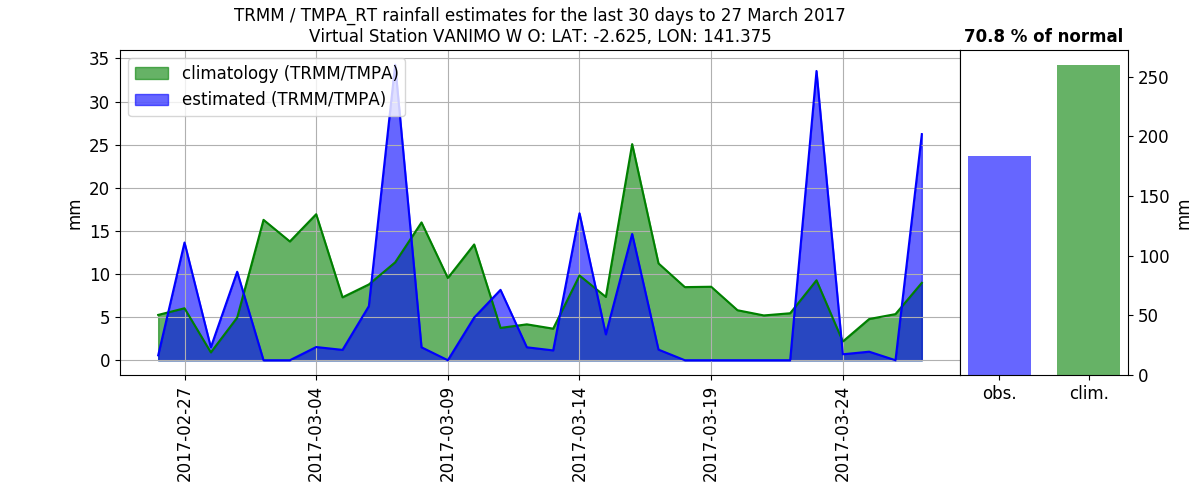 TRMM / TMPA_RT rainfall estimates for the last 30 days to 27 March 2017
Virtual Station VANIMO W O: LAT: -2.625, LON: 141.375
70.8 % of normal
climatology (TRMM/TMPA)
estimated (TRMM/TMPA)
mm
35
30
25
20
15
10
5
0
2017-02-27
2017-03-04
2017-03-09
2017-03-14
2017-03-19
2017-03-24
obs.
clim.
250
200
150
100
50
0
mm